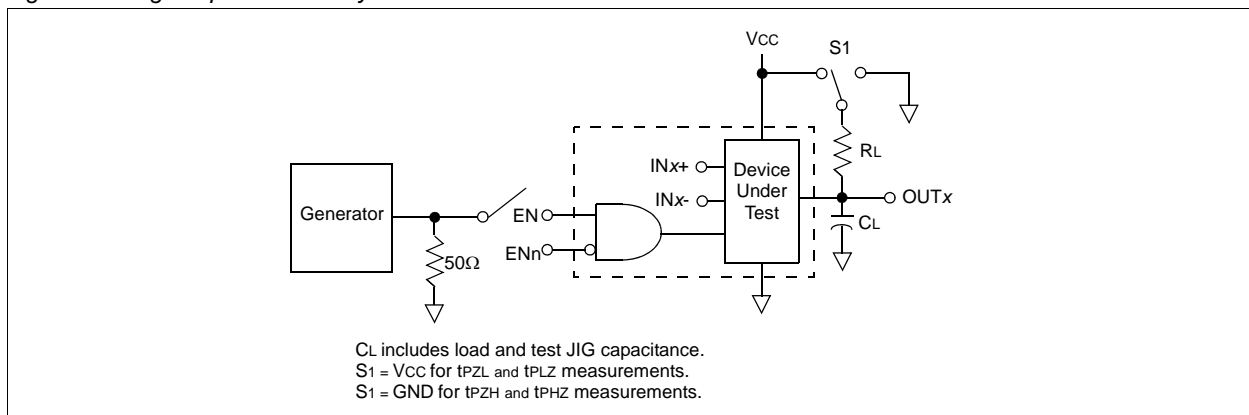 VCC
S1
RL
INx+
INx-
Device
Under
Test
OUTx
CL
Generator
EN
ENn
50Ω
CL includes load and test JIG capacitance.
S1 = VCC for tPZL and tPLZ measurements.
S1 = GND for tPZH and tPHZ measurements.